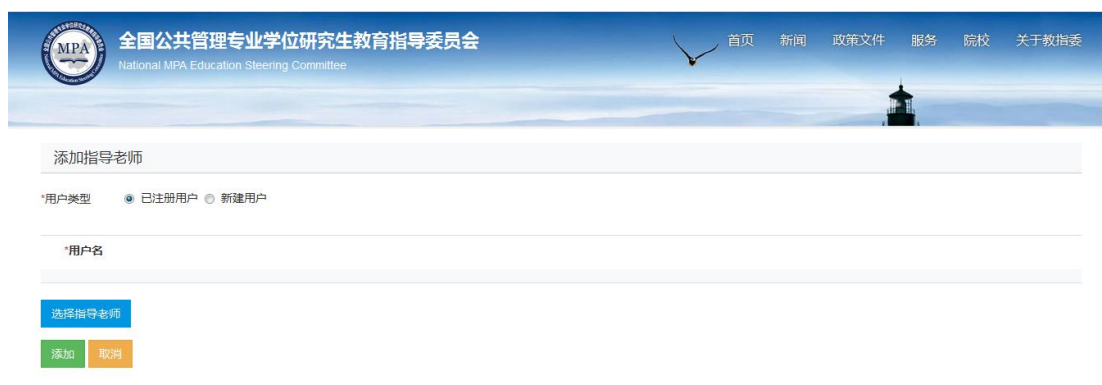 MPA
全国公共管理专业学位研究生教育指导委员会
National MPA Education Steering Committee
首页 新闻 政策文件 服务 院校 关于教指委
添加指导老师
*用户类型 已注册用户 新建用户
*用户名
选择指导老师
添加 取消